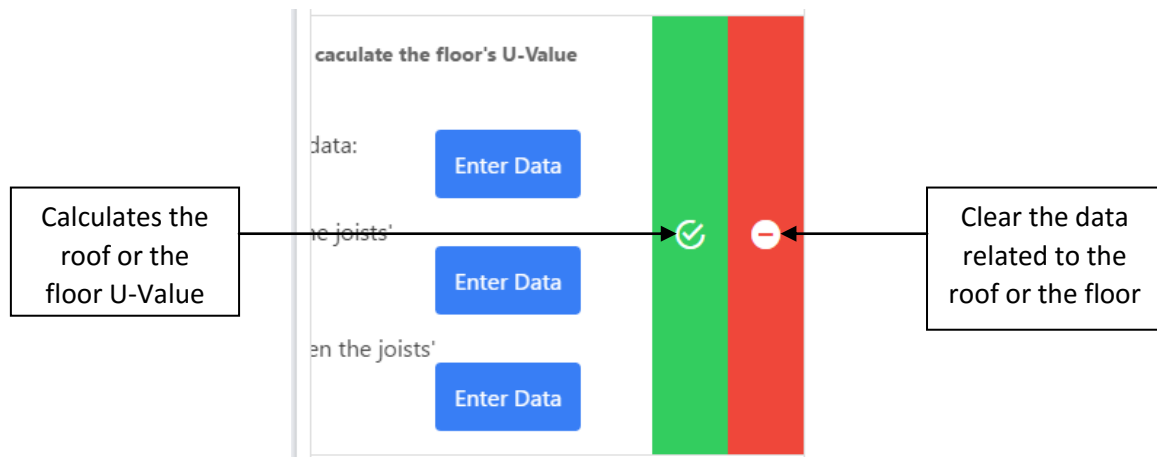 caculate the floor's U-Value
data:
Enter Data
Calculates the
roof or the
floor U-Value
joists'
Enter Data
Clear the data
related to the
roof or the floor
en the joists'
Enter Data